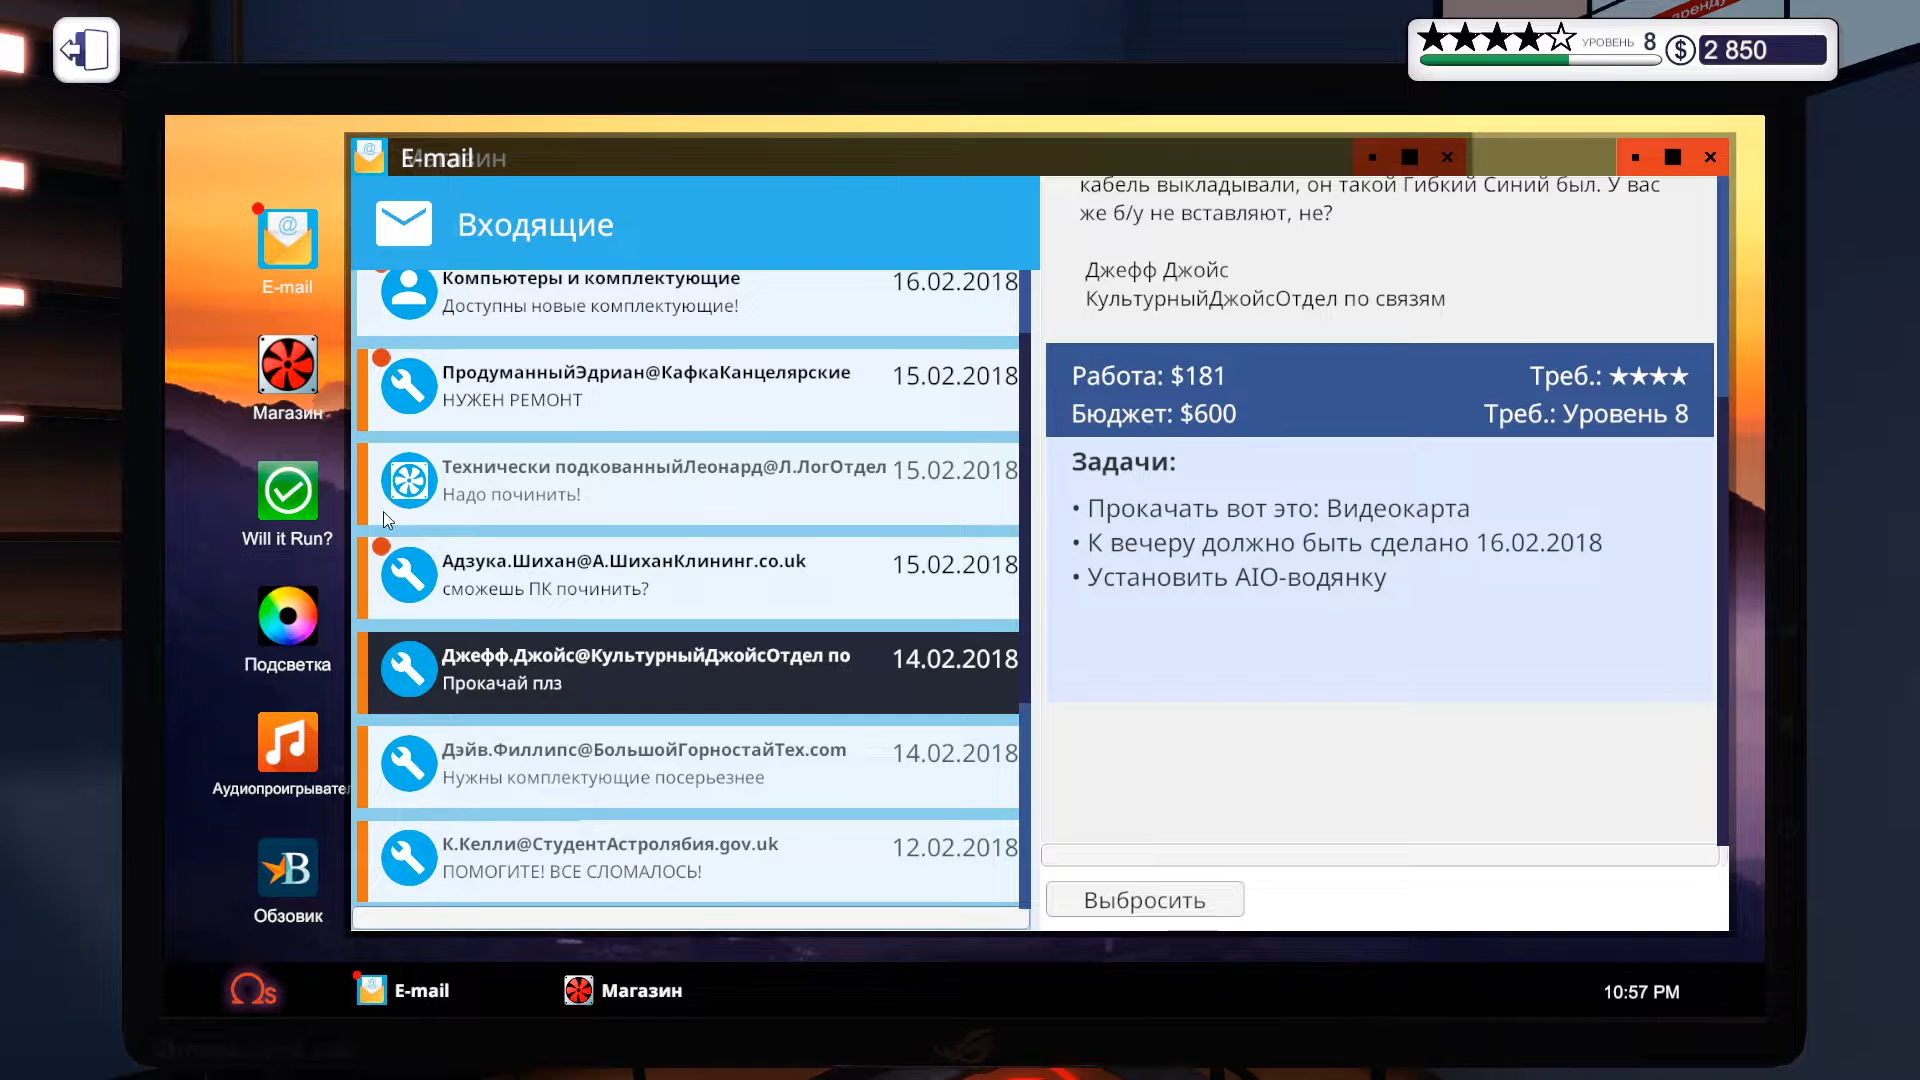 УРОВЕНЬ 8
$ 2 850
E-mail
кабель выкладывали, он такой Гибкий Синий был. У вас
же б/у не вставляют, не?
Джефф Джойс
КультурныйДжойсОтдел по связям
Работа: $181
Треб.: ★★★★
Бюджет: $600
Треб.: Уровень 8
Задачи:
• Прокачать вот это: Видеокарта
• К вечеру должно быть сделано 16.02.2018
• Установить AIO-водянку
Выбросить
Входящие
Компьютеры и комплектующие 16.02.2018
Доступны новые комплектующие!
ПродуманныйЭдриан@КафкаКанцелярские 15.02.2018
НУЖЕН РЕМОНТ
Технически подкованныйЛеонард@Л.ЛогОтдел 15.02.2018
Надо починить!
Адзука.Шихан@А.ШиханКлининг.co.uk 15.02.2018
сможешь ПК починить?
Джефф.Джойс@КультурныйДжойсОтдел по 14.02.2018
Прокачай плз
Дэйв.Филлипс@БольшойГорностайТех.com 14.02.2018
Нужны комплектующие посерьезнее
К.Келли@СтудентАстролябия.gov.uk 12.02.2018
ПОМОГИТЕ! ВСЕ СЛОМАЛОСЬ!
E-mail
Магазин
Will it Run?
Подсветка
Аудиопроигрывате
Обзовик
E-mail
Магазин
10:57 PM